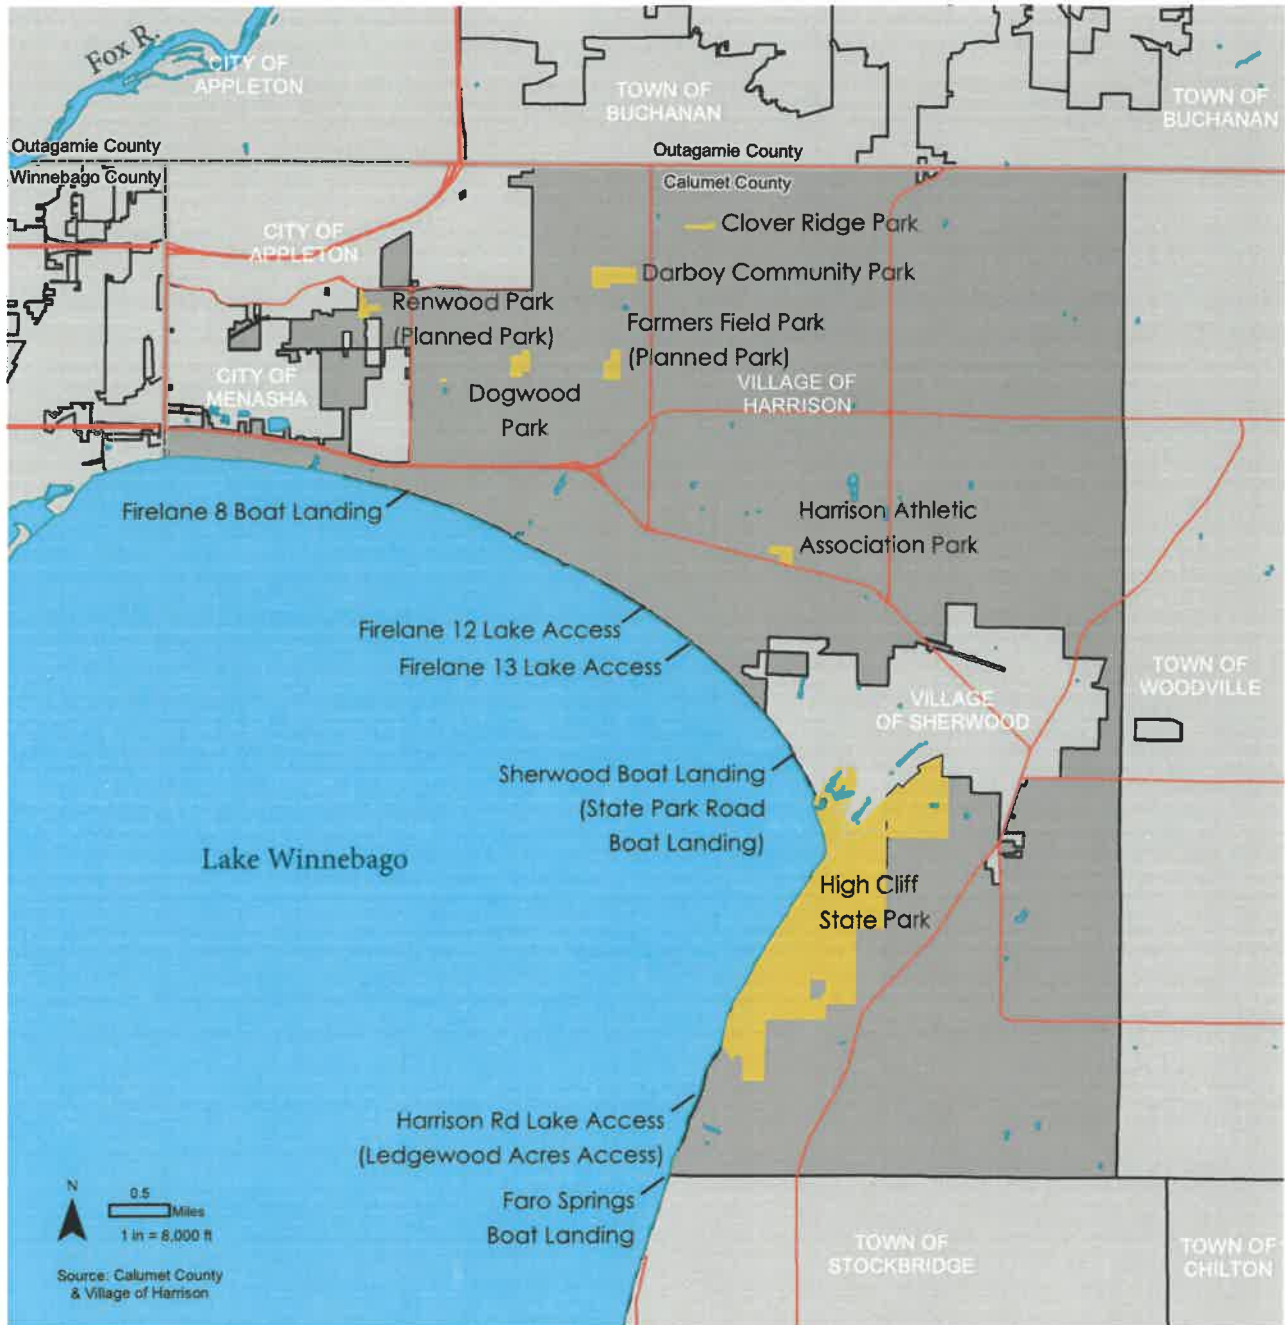 Fox R.
CITY OF
APPLETON
TOWN OF
BUCHANAN
TOWN OF
BUCHANAN
Outagamie County
Winnebago County
Outagamie County
Calumet County
Clover Ridge Park
CITY OF
APPLETON
Darboy Community Park
Renwood Park
(Planned Park)
Farmers Field Park
(Planned Park)
CITY OF
MENASHA
Dogwood
Park
VILLAGE OF
HARRISON
Firelane 8 Boat Landing
Harrison Athletic
Association Park
Firelane 12 Lake Access
Firelane 13 Lake Access
TOWN OF
WOODVILLE
VILLAGE
OF SHERWOOD
Sherwood Boat Landing
(State Park Road
Boat Landing)
Lake Winnebago
High Cliff
State Park
Harrison Rd Lake Access
(Ledgewood Acres Access)
Faro Springs
Boat Landing
N
0.5
Miles
1 in = 8,000 ft
Source: Calumet County
& Village of Harrison
TOWN OF
STOCKBRIDGE
TOWN OF
CHILTON